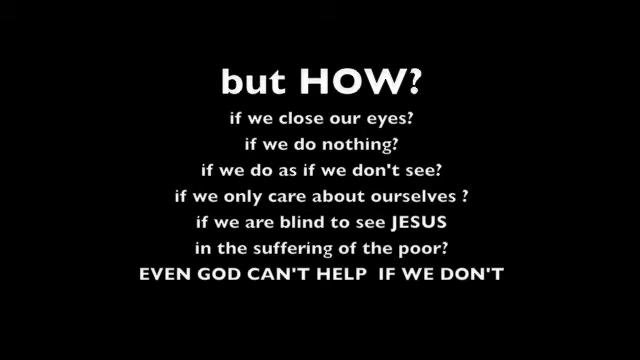 but HOW?
if we close our eyes?
if we do nothing?
if we do as if we don't see?
if we only care about ourselves ?
if we are blind to see JESUS
in the suffering of the poor?
EVEN GOD CAN'T HELP  IF WE DON'T